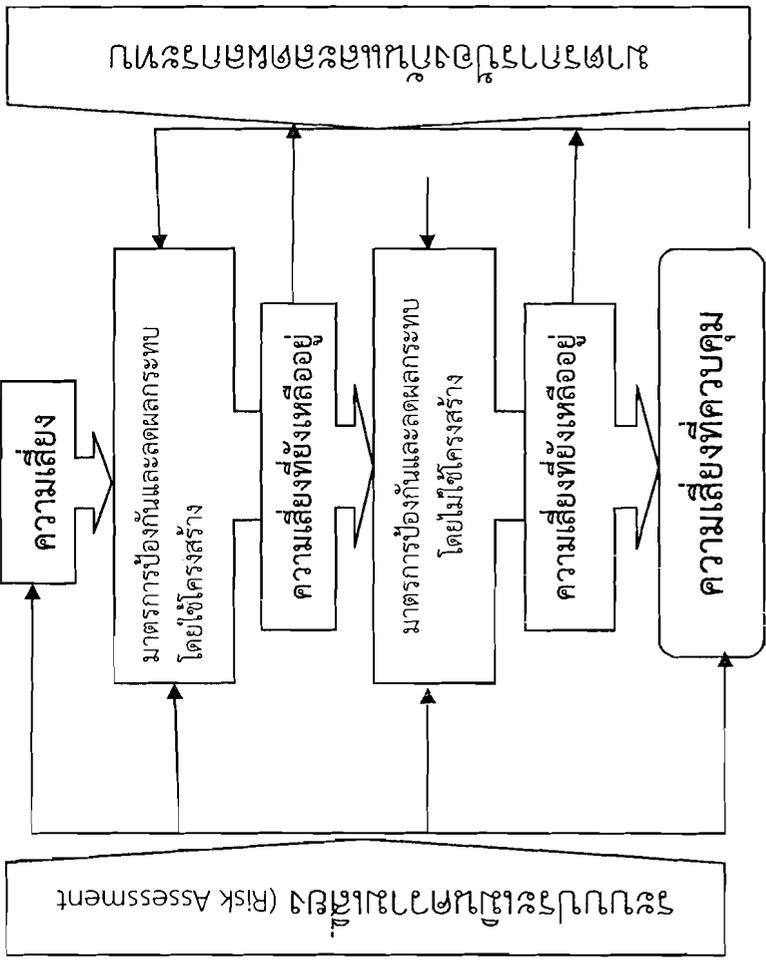 มาตรการป้องกันและลดผลกระทบ
ความเสี่ยง
มาตรการป้องกันและลดผลกระทบ
โดยใช้โครงสร้าง
ความเสี่ยงที่ยังเหลืออยู่
มาตรการป้องกันและลดผลกระทบ
โดยไม่ใช้โครงสร้าง
ความเสี่ยงที่ยังเหลืออยู่
ความเสี่ยงที่ควบคุม
ระบบประเมินความเสี่ยง (Risk Assessment)